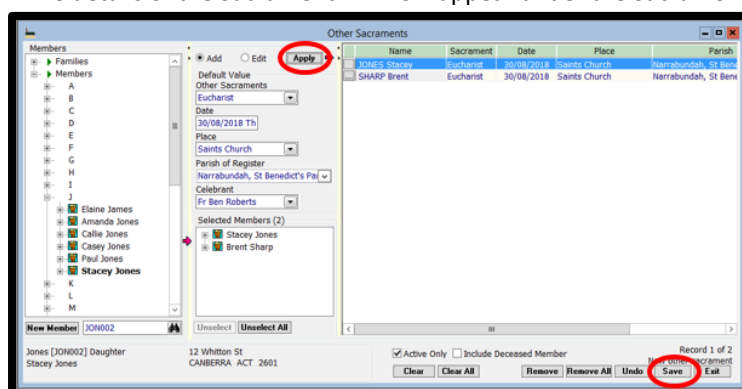 Other Sacraments
Members
Families
Members
A
B
C
D
E
F
G
H
I
J
Elaine James
Amanda Jones
Callie Jones
Casey Jones
Paul Jones
Stacey Jones
K
L
M
New Member JON002
Add Edit Apply
Default Value
Other Sacraments
Eucharist
Date
30/08/2018 Th
Place
Saints Church
Parish of Register
Narrabundah, St Benedict's Pa
Celebrant
Fr Ben Roberts
Selected Members (2)
Stacey Jones
Brent Sharp
Unselect Unselect All
Name Sacrament Date Place Parish
JONES Stacey Eucharist 30/08/2018 Saints Church Narrabundah, St Bene
SHARP Brent Eucharist 30/08/2018 Saints Church Narrabundah, St Bene
Jones [JON002] Daughter
Stacey Jones
12 Whitton St
CANBERRA ACT 2601
Active Only Include Deceased Member
Record 1 of 2
sacrament
Clear Clear All Remove Remove All Undo Save Exit